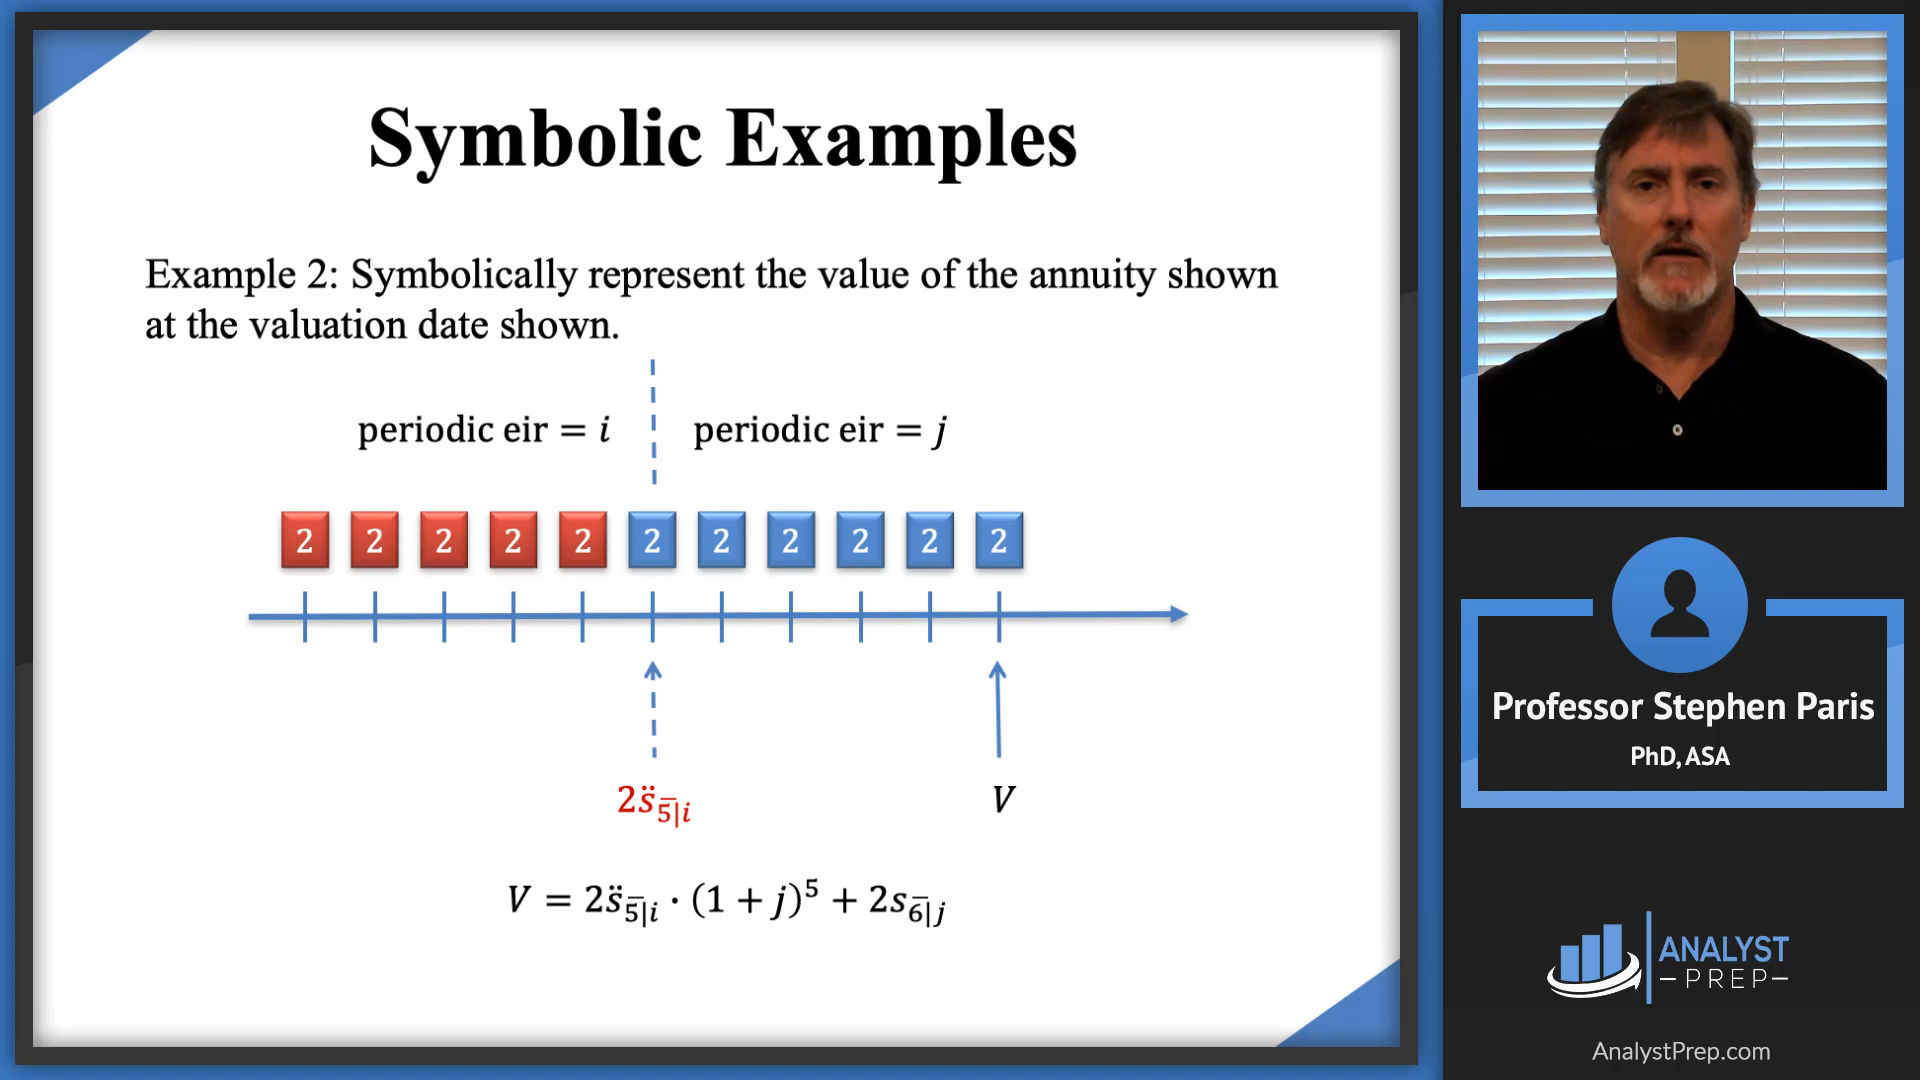 Symbolic Examples
Example 2: Symbolically represent the value of the annuity shown
at the valuation date shown.
periodic eir = i periodic eir = j
2 2 2 2 2 2 2 2 2 2 2
2s̈5̅|i V
V = 2s̈5̅|i · (1 + j)⁵ + 2s6̅|j
Professor Stephen Paris
PhD, ASA
ANALYST
–PREP–
AnalystPrep.com